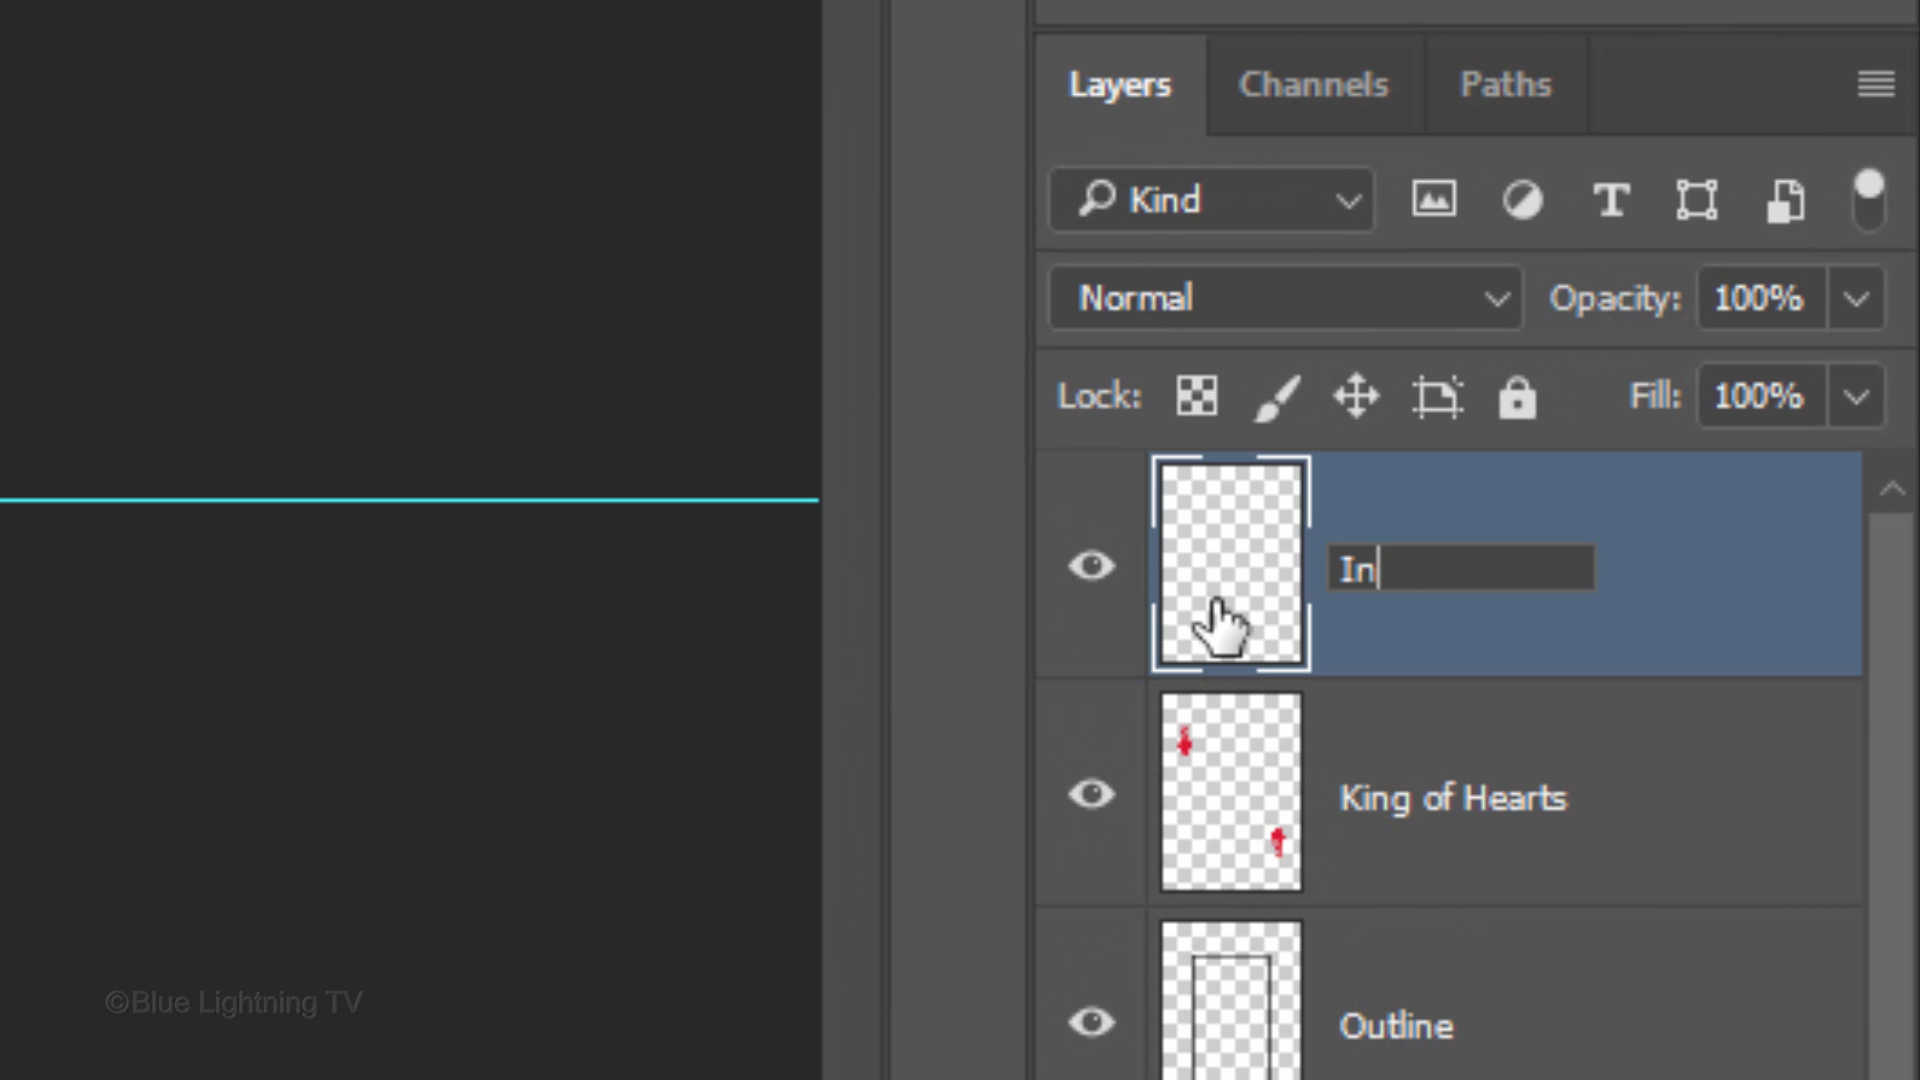 Layers Channels Paths
Kind T
Normal Opacity: 100%
Lock: Fill: 100%
In
King of Hearts
Outline
©Blue Lightning TV